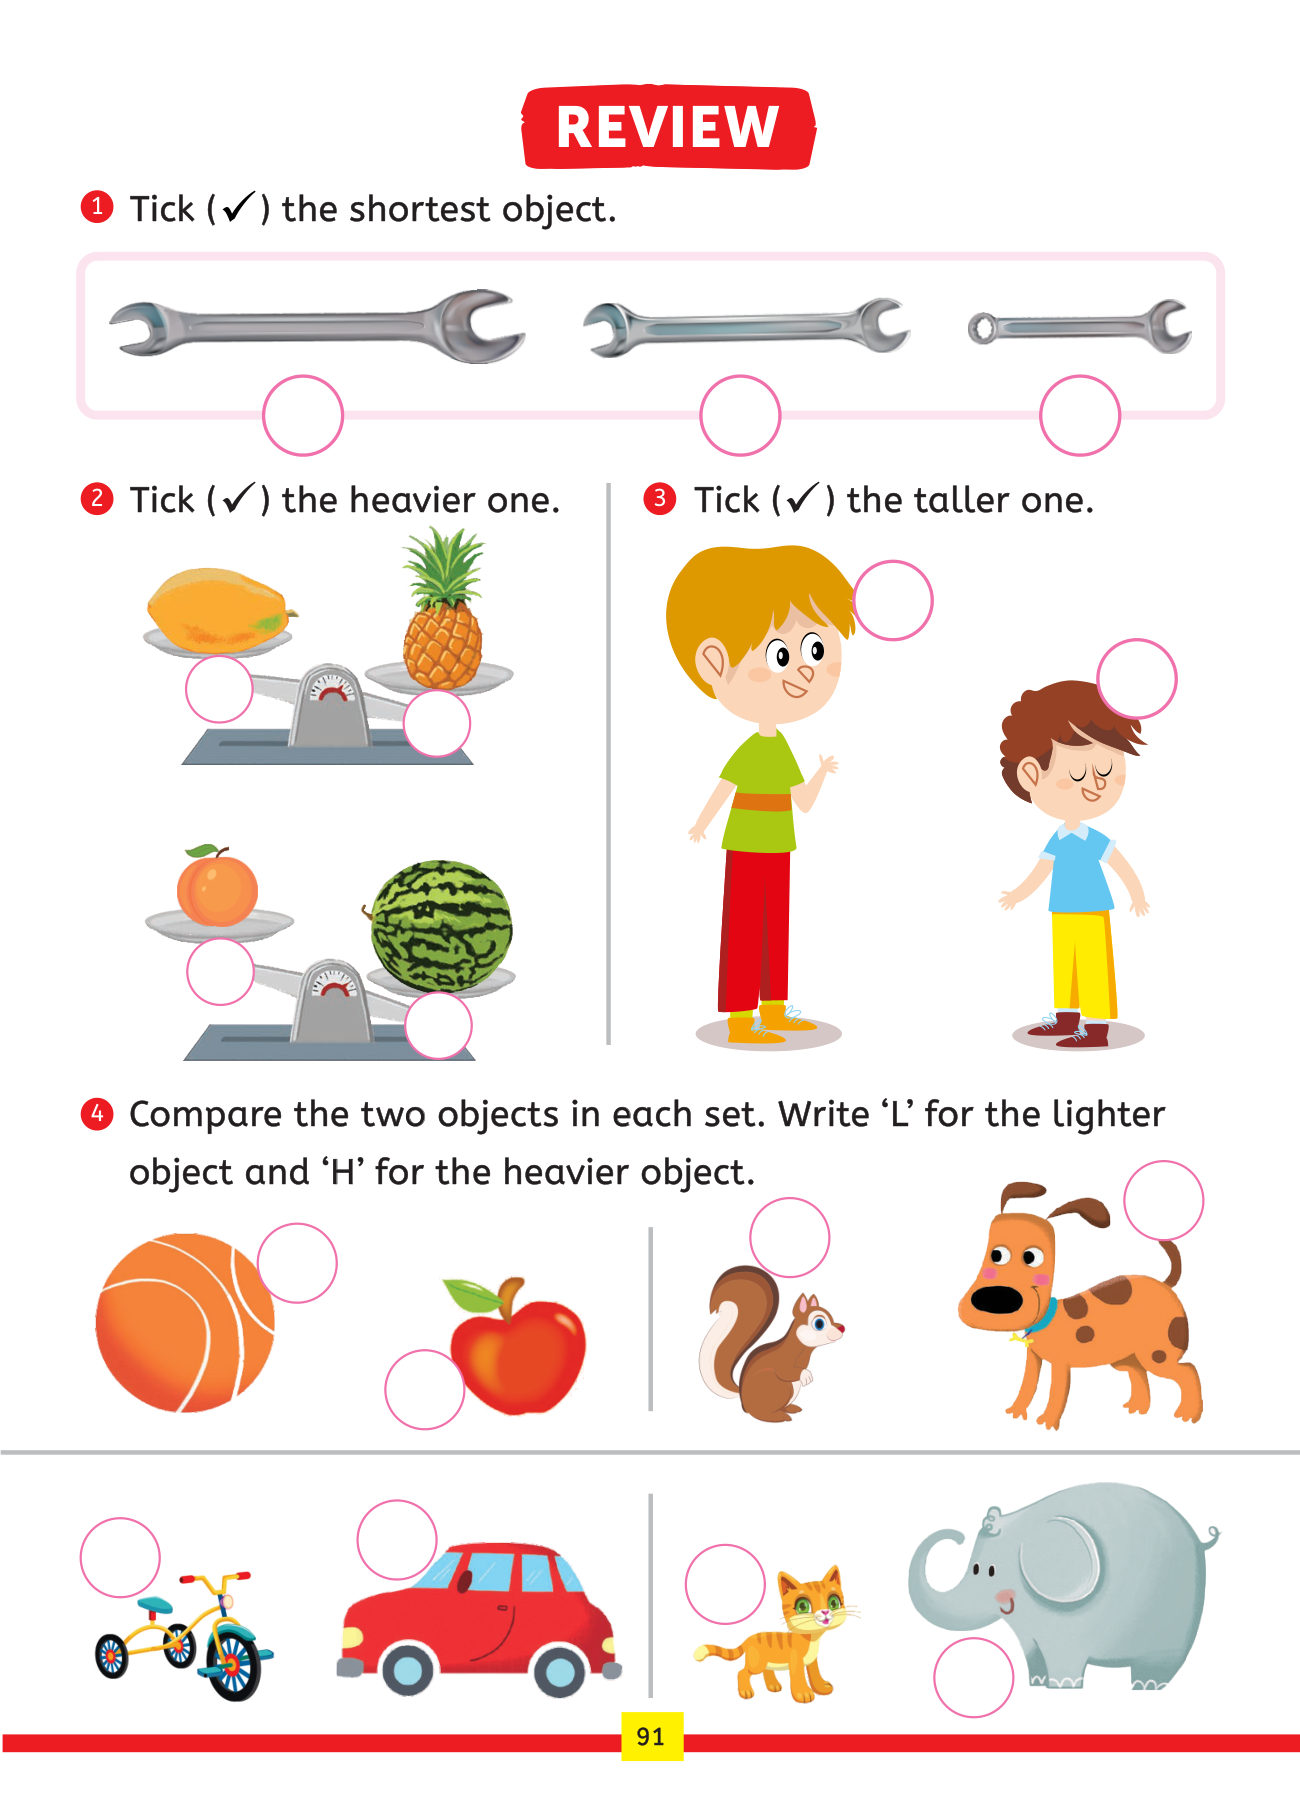 REVIEW
1 Tick (✓) the shortest object.
2 Tick (✓) the heavier one.
3 Tick (✓) the taller one.
4 Compare the two objects in each set. Write ‘L’ for the lighter
object and ‘H’ for the heavier object.
91